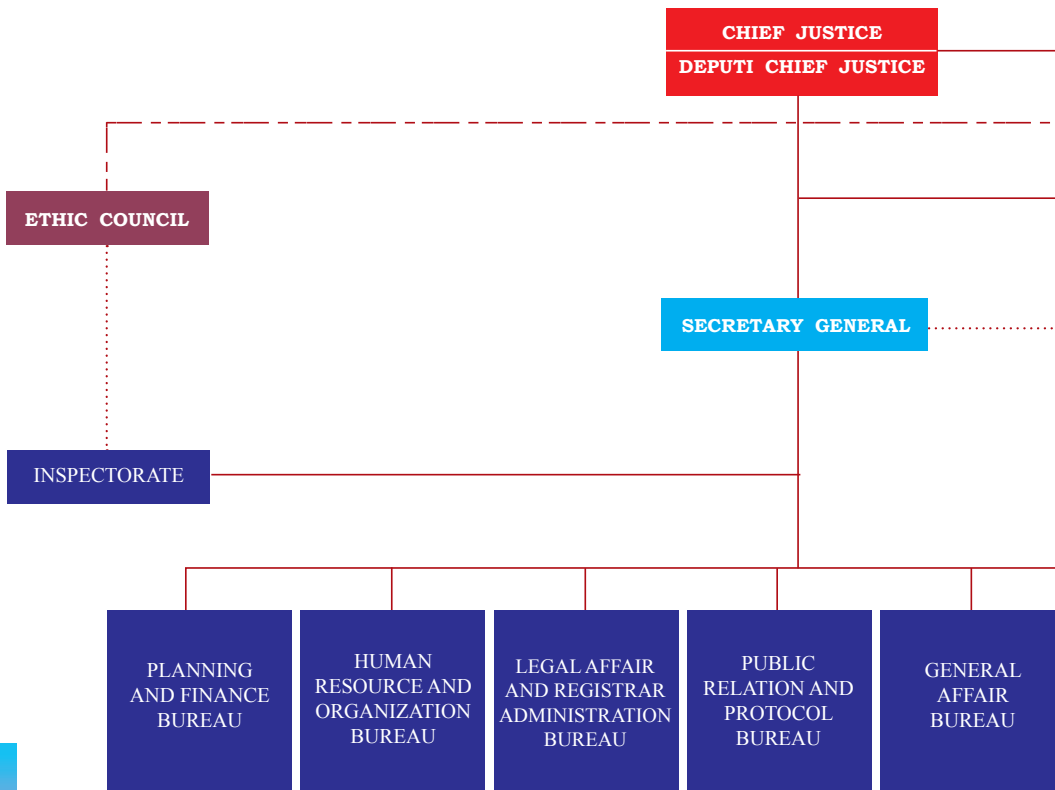 CHIEF JUSTICE
DEPUTI CHIEF JUSTICE
ETHIC COUNCIL
SECRETARY GENERAL
INSPECTORATE
PLANNING
AND FINANCE
BUREAU
HUMAN
RESOURCE AND
ORGANIZATION
BUREAU
LEGAL AFFAIR
AND REGISTRAR
ADMINISTRATION
BUREAU
PUBLIC
RELATION AND
PROTOCOL
BUREAU
GENERAL
AFFAIR
BUREAU